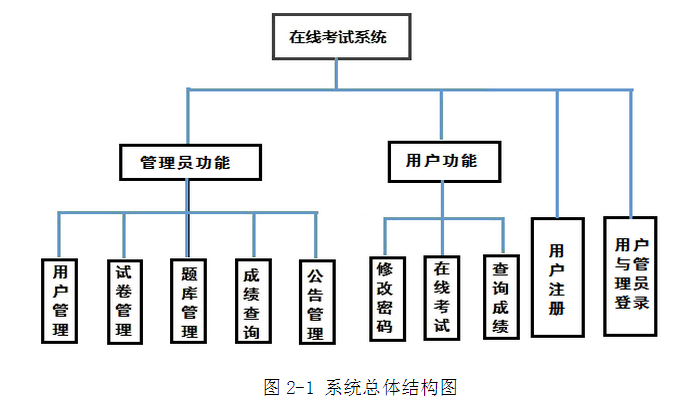 在线考试系统
管理员功能
用户功能
用户管理
试卷管理
题库管理
成绩查询
公告管理
修改密码
在线考试
查询成绩
用户注册
用户
与管
理员
登录
图 2-1 系统总体结构图